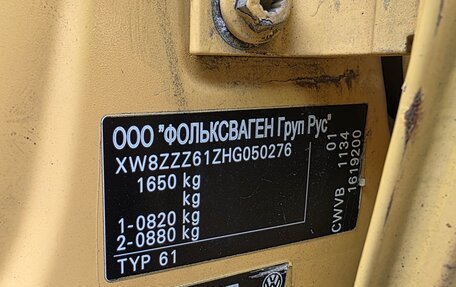 ООО "ФОЛЬКСВАГЕН Груп Рус"
XW8ZZZ61ZHG050276
1650 kg
kg
1-0820 kg
2-0880 kg
TYP 61
CWVB 01
1134
1619200